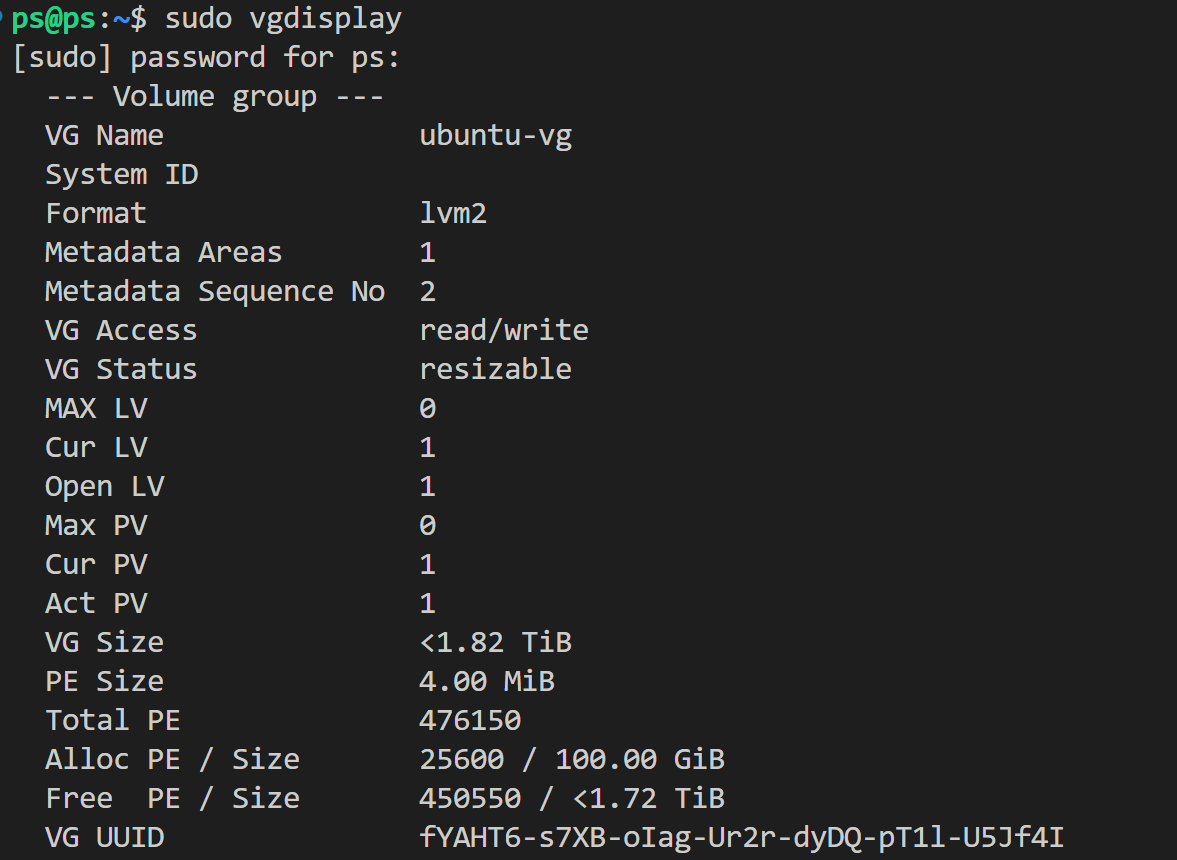 ps@ps:~$ sudo vgdisplay
[sudo] password for ps:
--- Volume group ---
VG Name ubuntu-vg
System ID
Format lvm2
Metadata Areas 1
Metadata Sequence No 2
VG Access read/write
VG Status resizable
MAX LV 0
Cur LV 1
Open LV 1
Max PV 0
Cur PV 1
Act PV 1
VG Size <1.82 TiB
PE Size 4.00 MiB
Total PE 476150
Alloc PE / Size 25600 / 100.00 GiB
Free  PE / Size 450550 / <1.72 TiB
VG UUID fYAHT6-s7XB-oIag-Ur2r-dyDQ-pT1l-U5Jf4I